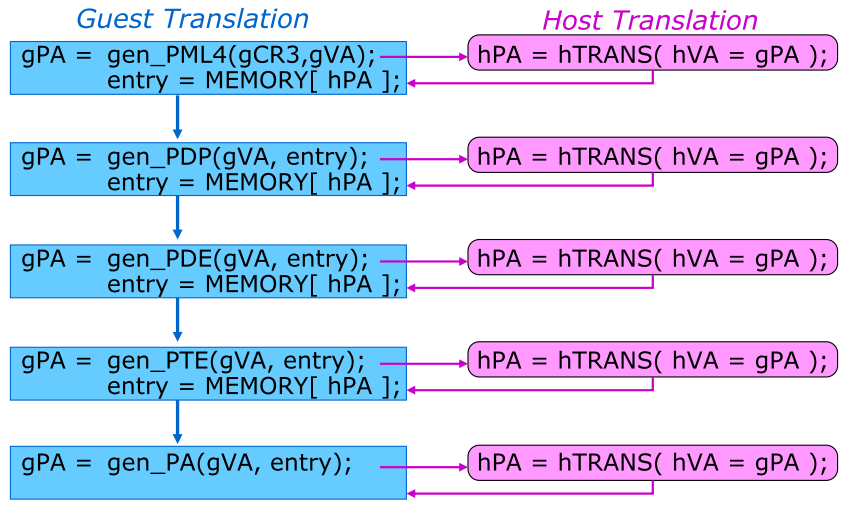 Guest Translation
Host Translation
gPA = gen_PML4(gCR3,gVA);
entry = MEMORY[ hPA ];
hPA = hTRANS( hVA = gPA );
gPA = gen_PDP(gVA, entry);
entry = MEMORY[ hPA ];
hPA = hTRANS( hVA = gPA );
gPA = gen_PDE(gVA, entry);
entry = MEMORY[ hPA ];
hPA = hTRANS( hVA = gPA );
gPA = gen_PTE(gVA, entry);
entry = MEMORY[ hPA ];
hPA = hTRANS( hVA = gPA );
gPA = gen_PA(gVA, entry);
hPA = hTRANS( hVA = gPA );